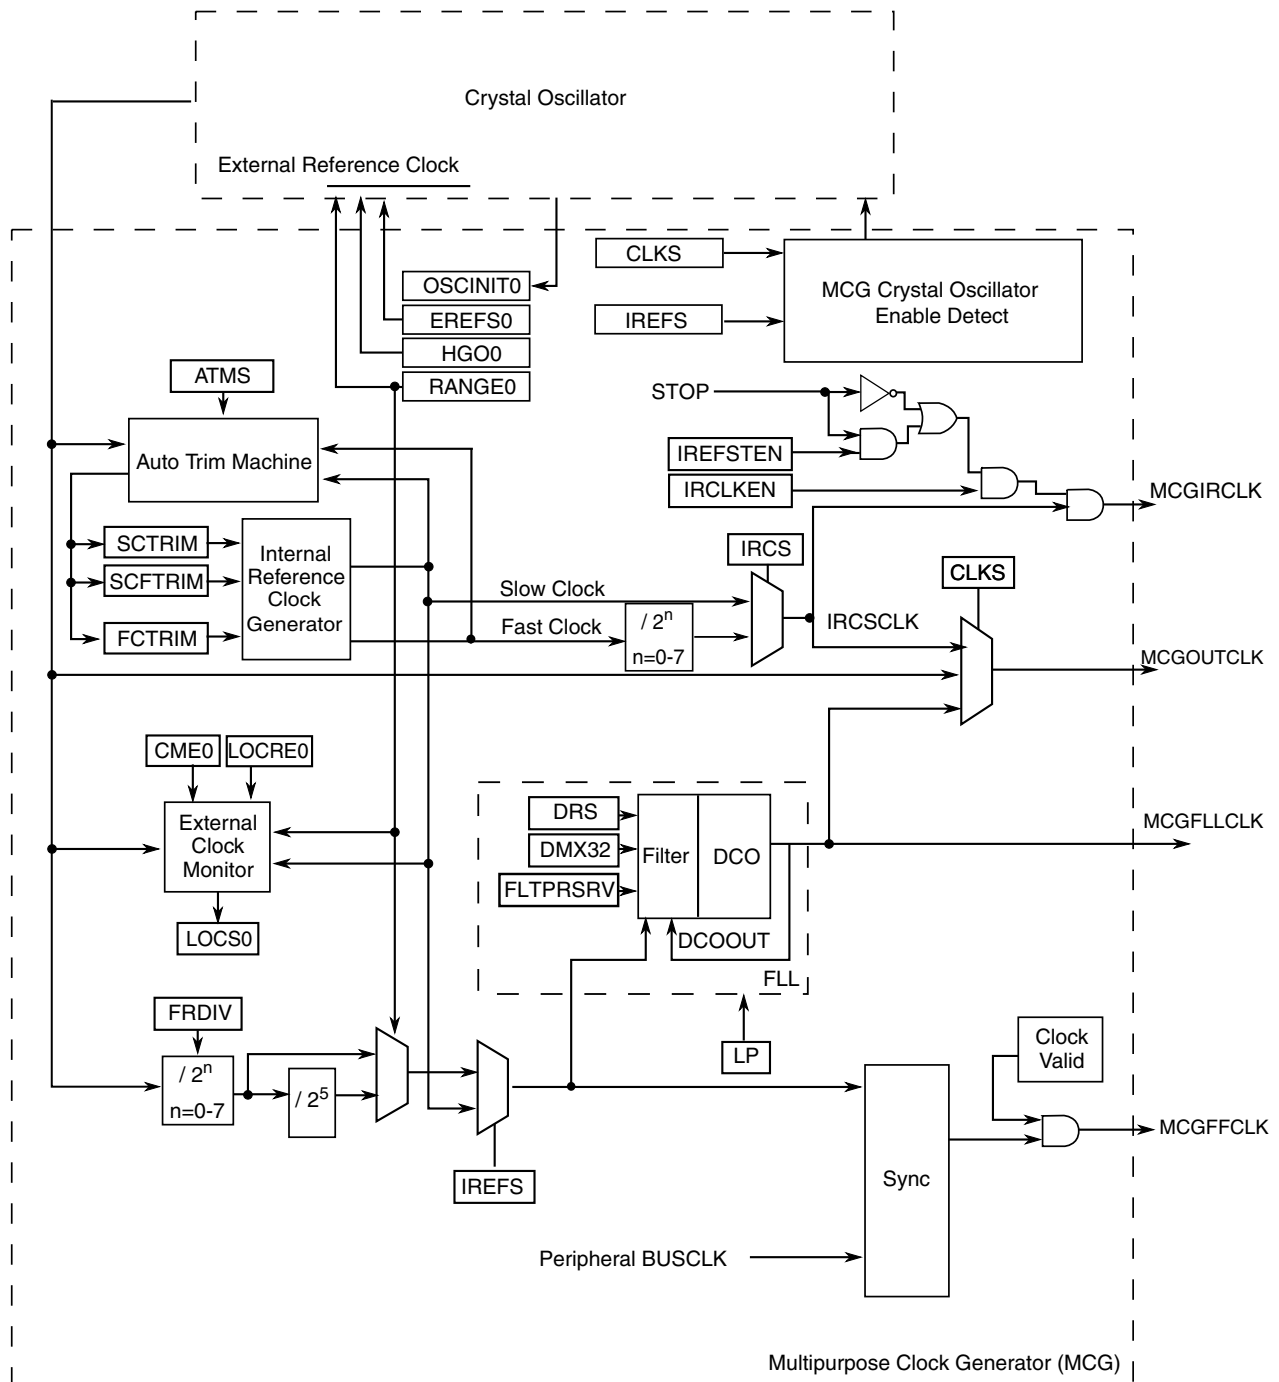 Crystal Oscillator
External Reference Clock
CLKS
OSCINIT0
MCG Crystal Oscillator
Enable Detect
EREFS0
IREFS
HGO0
RANGE0
ATMS
STOP
Auto Trim Machine
IREFSTEN
IRCLKEN
MCGIRCLK
SCTRIM
SCFTRIM
FCTRIM
Internal
Reference
Clock
Generator
IRCS
CLKS
Slow Clock
Fast Clock
/ 2n
n=0-7
IRCSCLK
MCGOUTCLK
CME0
LOCRE0
External
Clock
Monitor
LOCS0
DRS
DMX32
FLTPRSRV
Filter
DCO
DCOOUT
FLL
MCGFLLCLK
LP
FRDIV
/ 2n
n=0-7
/ 25
IREFS
Clock
Valid
MCGFFCLK
Sync
Peripheral BUSCLK
Multipurpose Clock Generator (MCG)